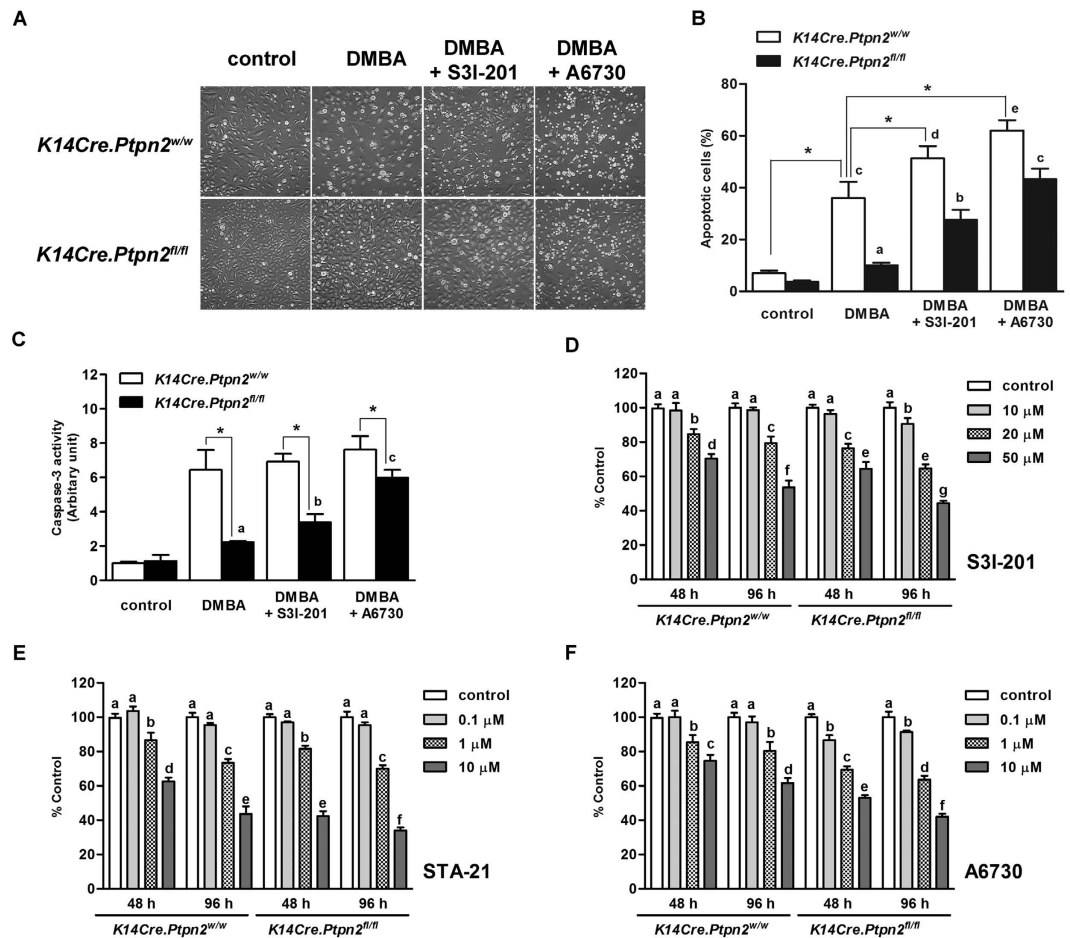 A
control
DMBA
DMBA
+ S3I-201
DMBA
+ A6730
K14Cre.Ptpn2w/w
K14Cre.Ptpn2fl/fl
B
K14Cre.Ptpn2w/w
K14Cre.Ptpn2fl/fl
Apoptotic cells (%)
80
60
40
20
0
*
*
*
c
a
d
b
e
c
control
DMBA
DMBA
+ S3I-201
DMBA
+ A6730
C
K14Cre.Ptpn2w/w
K14Cre.Ptpn2fl/fl
Caspase-3 activity
(Arbitrary unit)
12
10
8
6
4
2
0
*
*
*
a
b
c
control
DMBA
DMBA
+ S3I-201
DMBA
+ A6730
D
% Control
120
100
80
60
40
20
0
a a b d
a a c f
a a c e
a b e g
control
10 µM
20 µM
50 µM
S3I-201
48 h 96 h 48 h 96 h
K14Cre.Ptpn2w/w K14Cre.Ptpn2fl/fl
E
% Control
120
100
80
60
40
20
0
a a b d
a a c e
a a b e
a a c f
control
0.1 µM
1 µM
10 µM
STA-21
48 h 96 h 48 h 96 h
K14Cre.Ptpn2w/w K14Cre.Ptpn2fl/fl
F
% Control
120
100
80
60
40
20
0
a a b c
a a b d
a b c e
a b d f
control
0.1 µM
1 µM
10 µM
A6730
48 h 96 h 48 h 96 h
K14Cre.Ptpn2w/w K14Cre.Ptpn2fl/fl